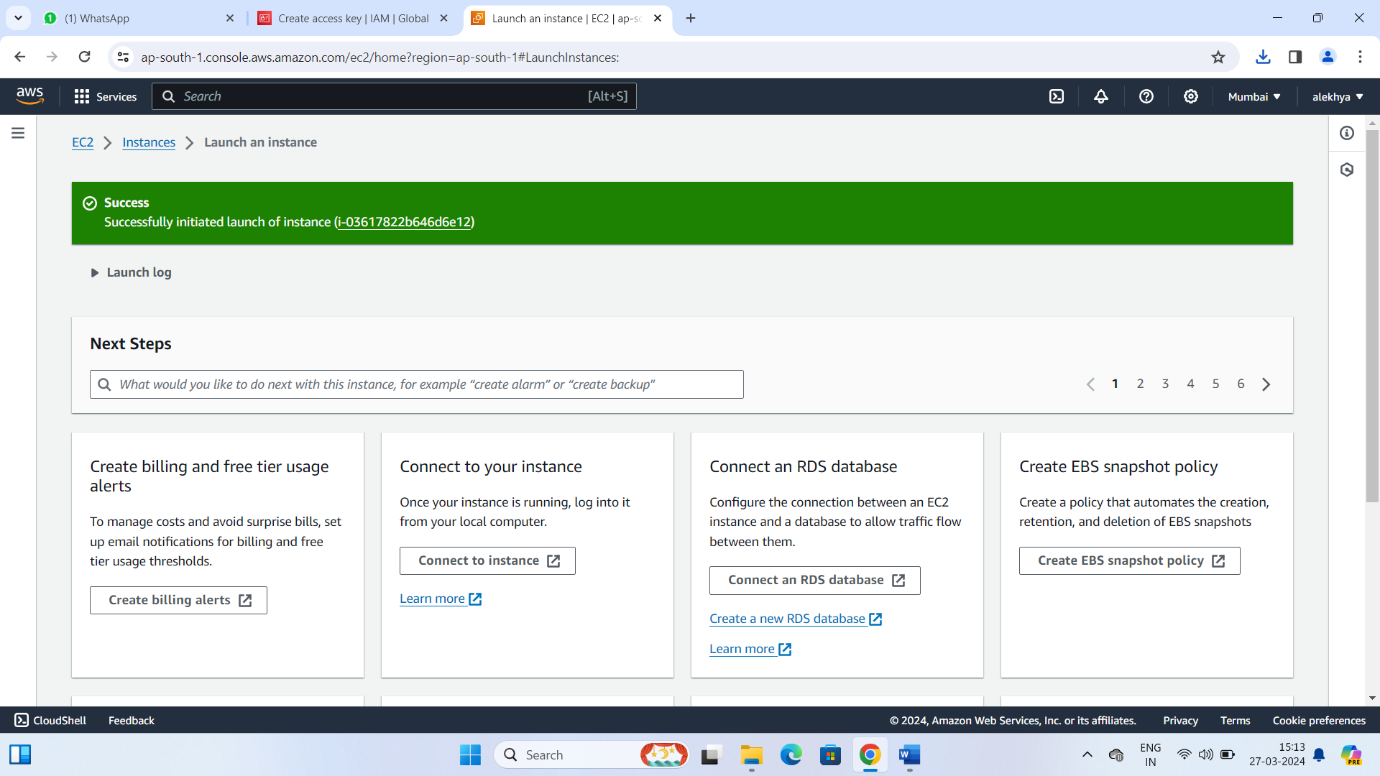 (1) WhatsApp
Create access key | IAM | Global
Launch an instance | EC2 | ap-so
ap-south-1.console.aws.amazon.com/ec2/home?region=ap-south-1#LaunchInstances:
aws
Services
Search
[Alt+S]
Mumbai
alekhya
EC2
Instances
Launch an instance
Success
Successfully initiated launch of instance (i-03617822b646d6e12)
Launch log
Next Steps
What would you like to do next with this instance, for example “create alarm” or “create backup”
1 2 3 4 5 6
Create billing and free tier usage
alerts
To manage costs and avoid surprise bills, set
up email notifications for billing and free
tier usage thresholds.
Create billing alerts
Connect to your instance
Once your instance is running, log into it
from your local computer.
Connect to instance
Learn more
Connect an RDS database
Configure the connection between an EC2
instance and a database to allow traffic flow
between them.
Connect an RDS database
Create a new RDS database
Learn more
Create EBS snapshot policy
Create a policy that automates the creation,
retention, and deletion of EBS snapshots
Create EBS snapshot policy
CloudShell
Feedback
© 2024, Amazon Web Services, Inc. or its affiliates.
Privacy
Terms
Cookie preferences
Search
ENG
IN
15:13
27-03-2024
PRE